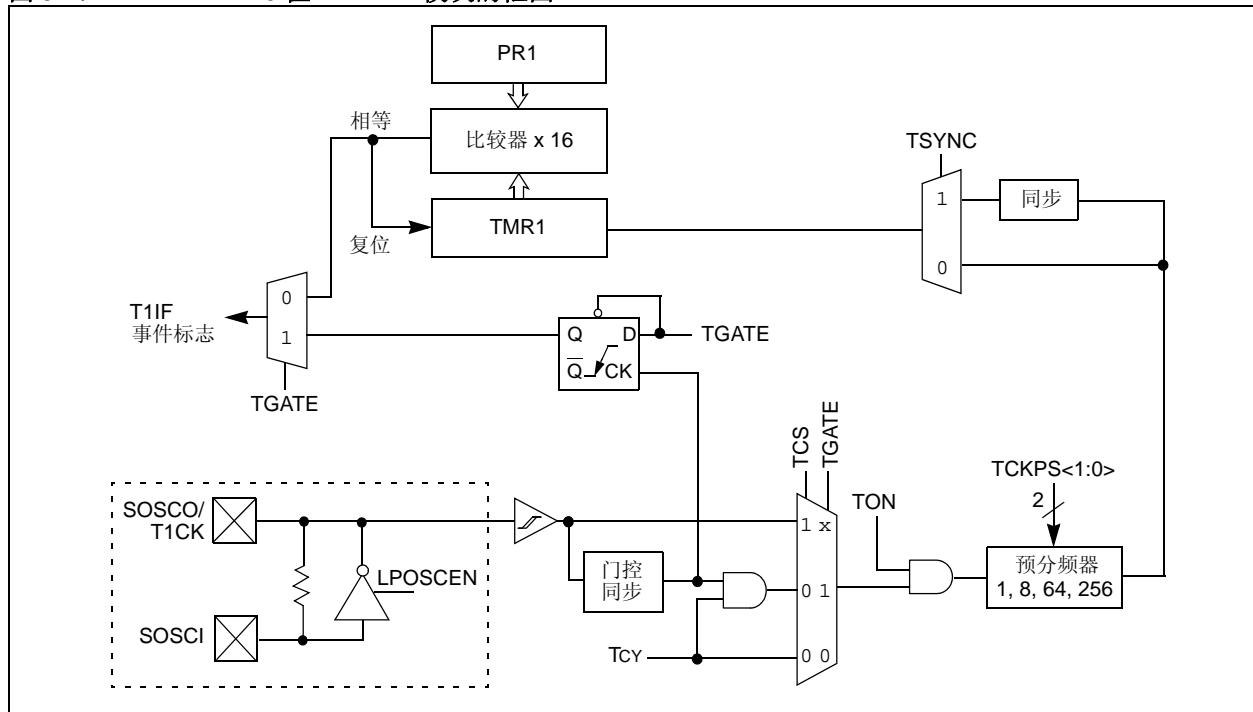 PR1
相等
比较器 x 16
TSYNC
1
同步
复位
TMR1
0
T1IF
事件标志
0
1
Q
D
TGATE
Q
CK
TGATE
TCS
TGATE
TCKPS<1:0>
2
TON
SOSCO/
T1CK
1 x
LPOSCEN
门控
同步
0 1
预分频器
1, 8, 64, 256
SOSCI
TCY
0 0